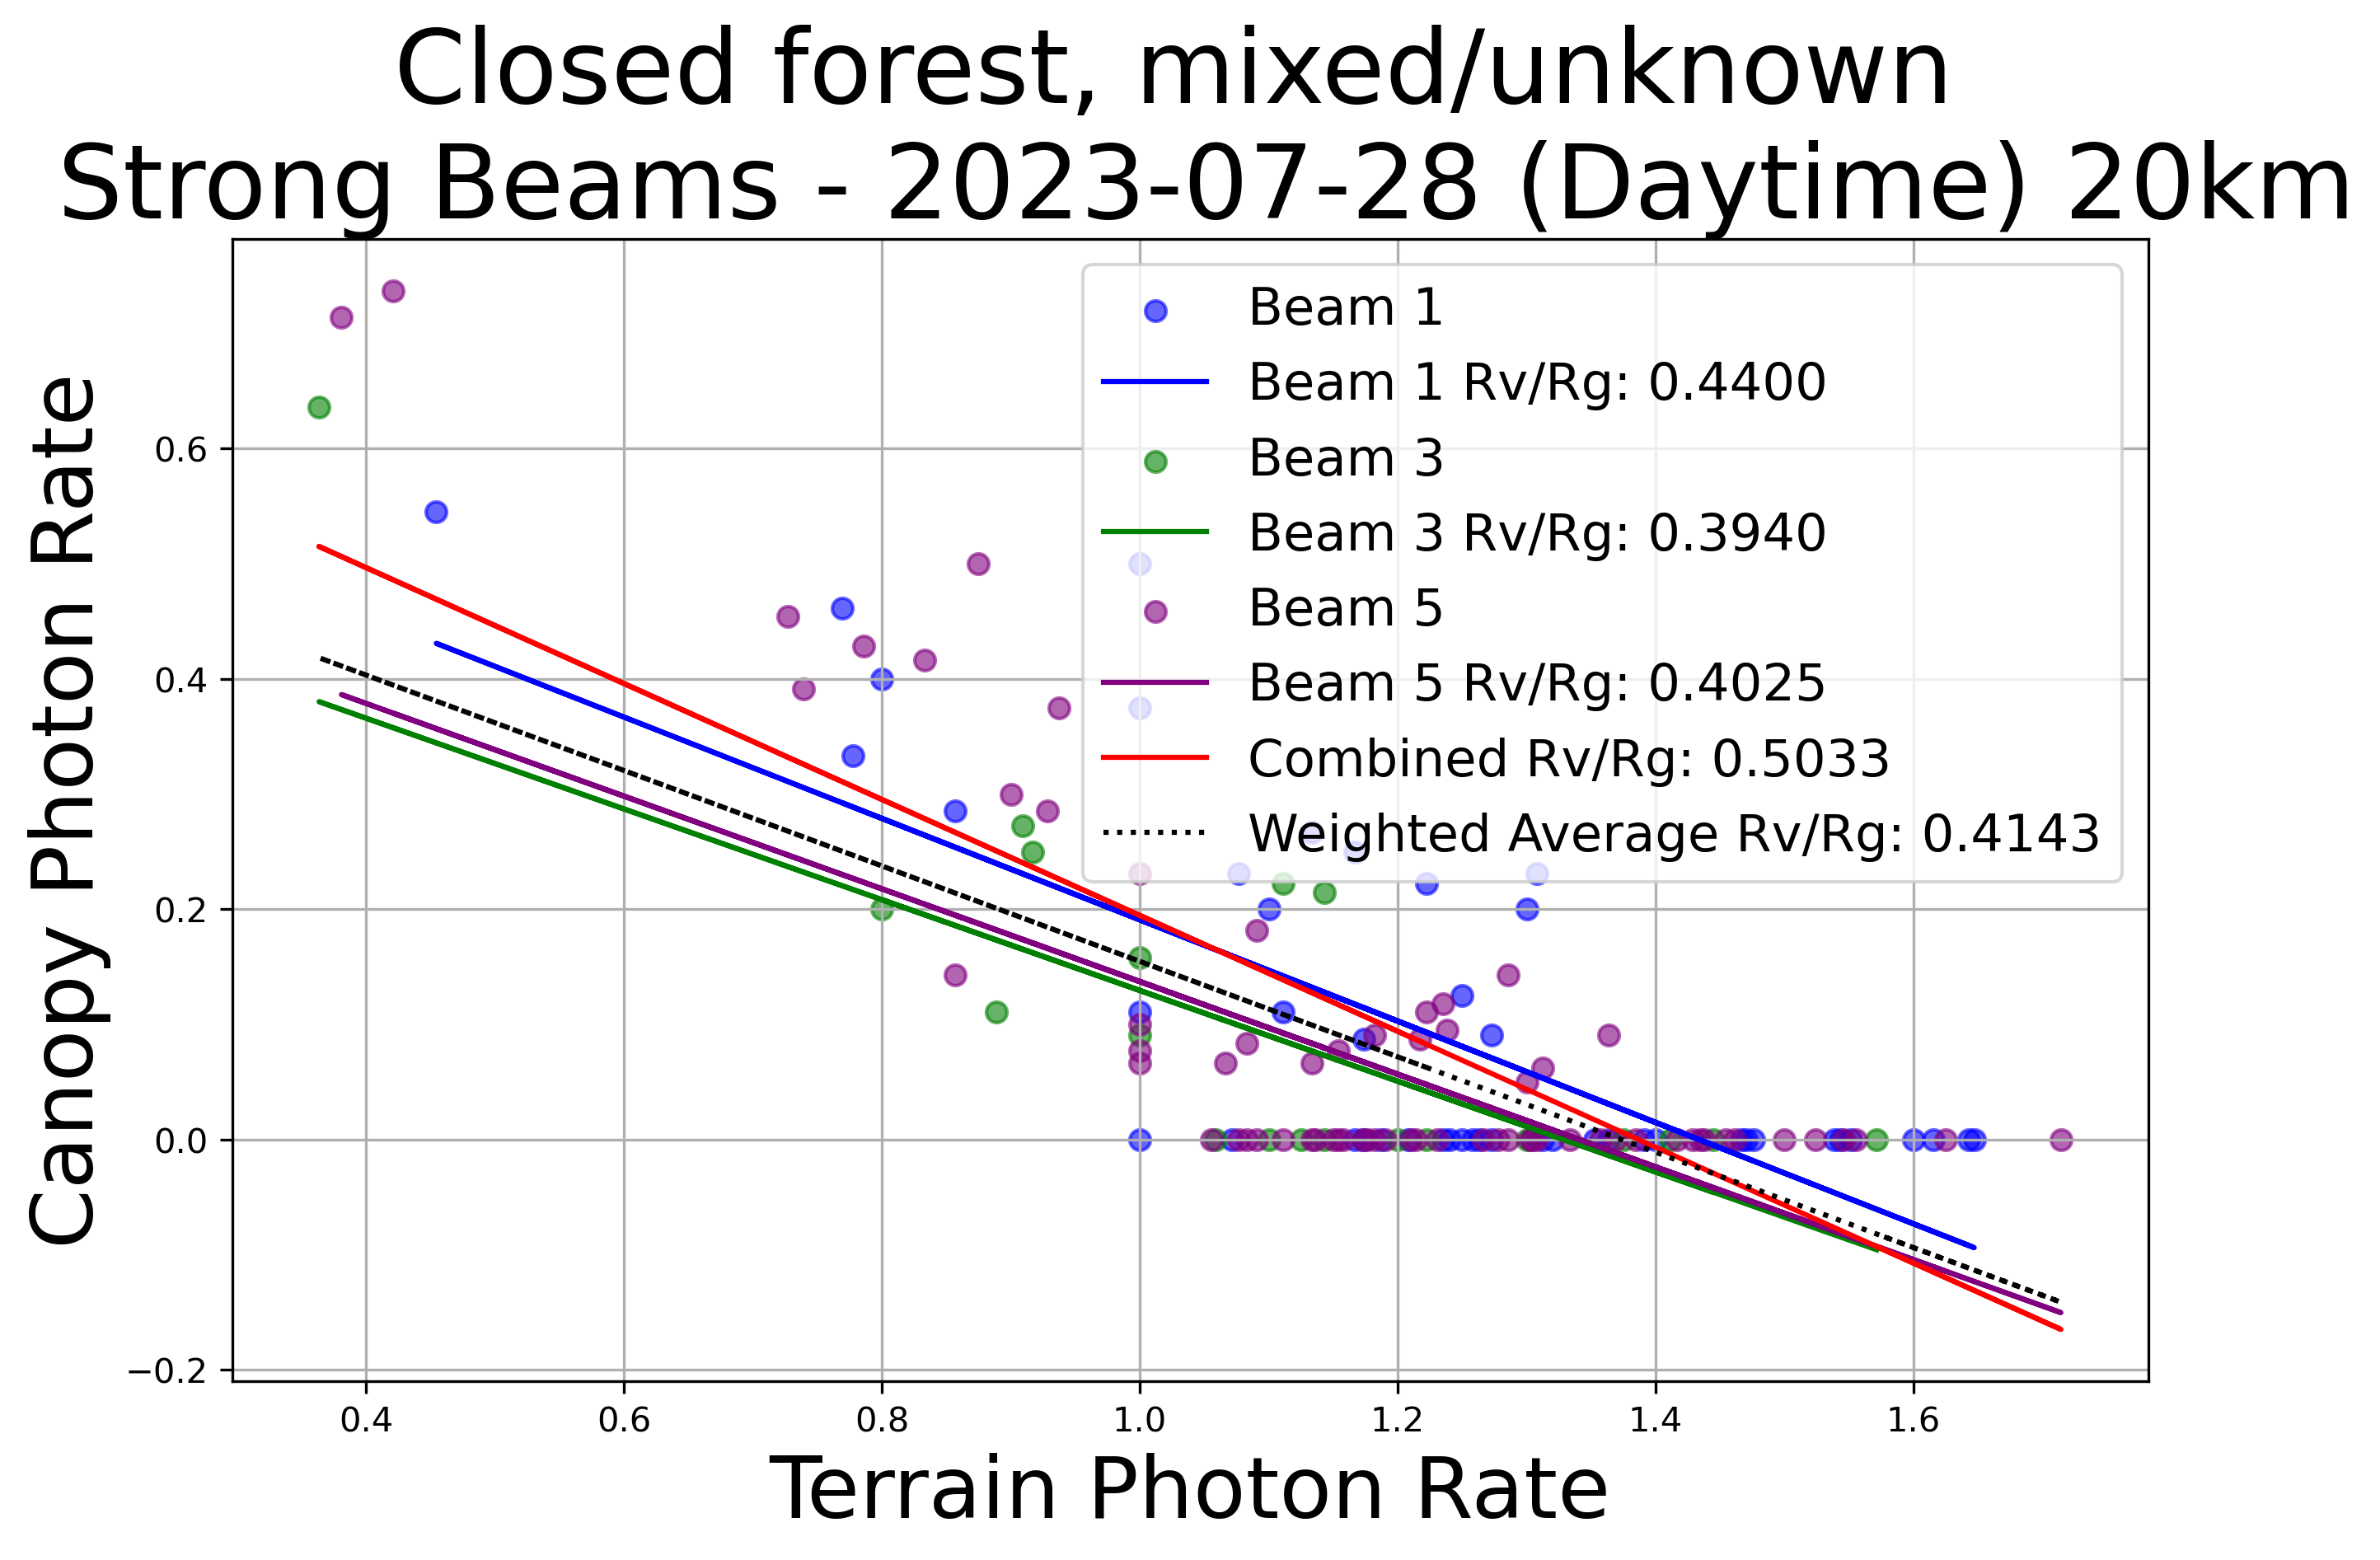 Closed forest, mixed/unknown
Strong Beams - 2023-07-28 (Daytime) 20km
Canopy Photon Rate
0.6
0.4
0.2
0.0
−0.2
Beam 1
Beam 1 Rv/Rg: 0.4400
Beam 3
Beam 3 Rv/Rg: 0.3940
Beam 5
Beam 5 Rv/Rg: 0.4025
Combined Rv/Rg: 0.5033
Weighted Average Rv/Rg: 0.4143
0.4 0.6 0.8 1.0 1.2 1.4 1.6
Terrain Photon Rate